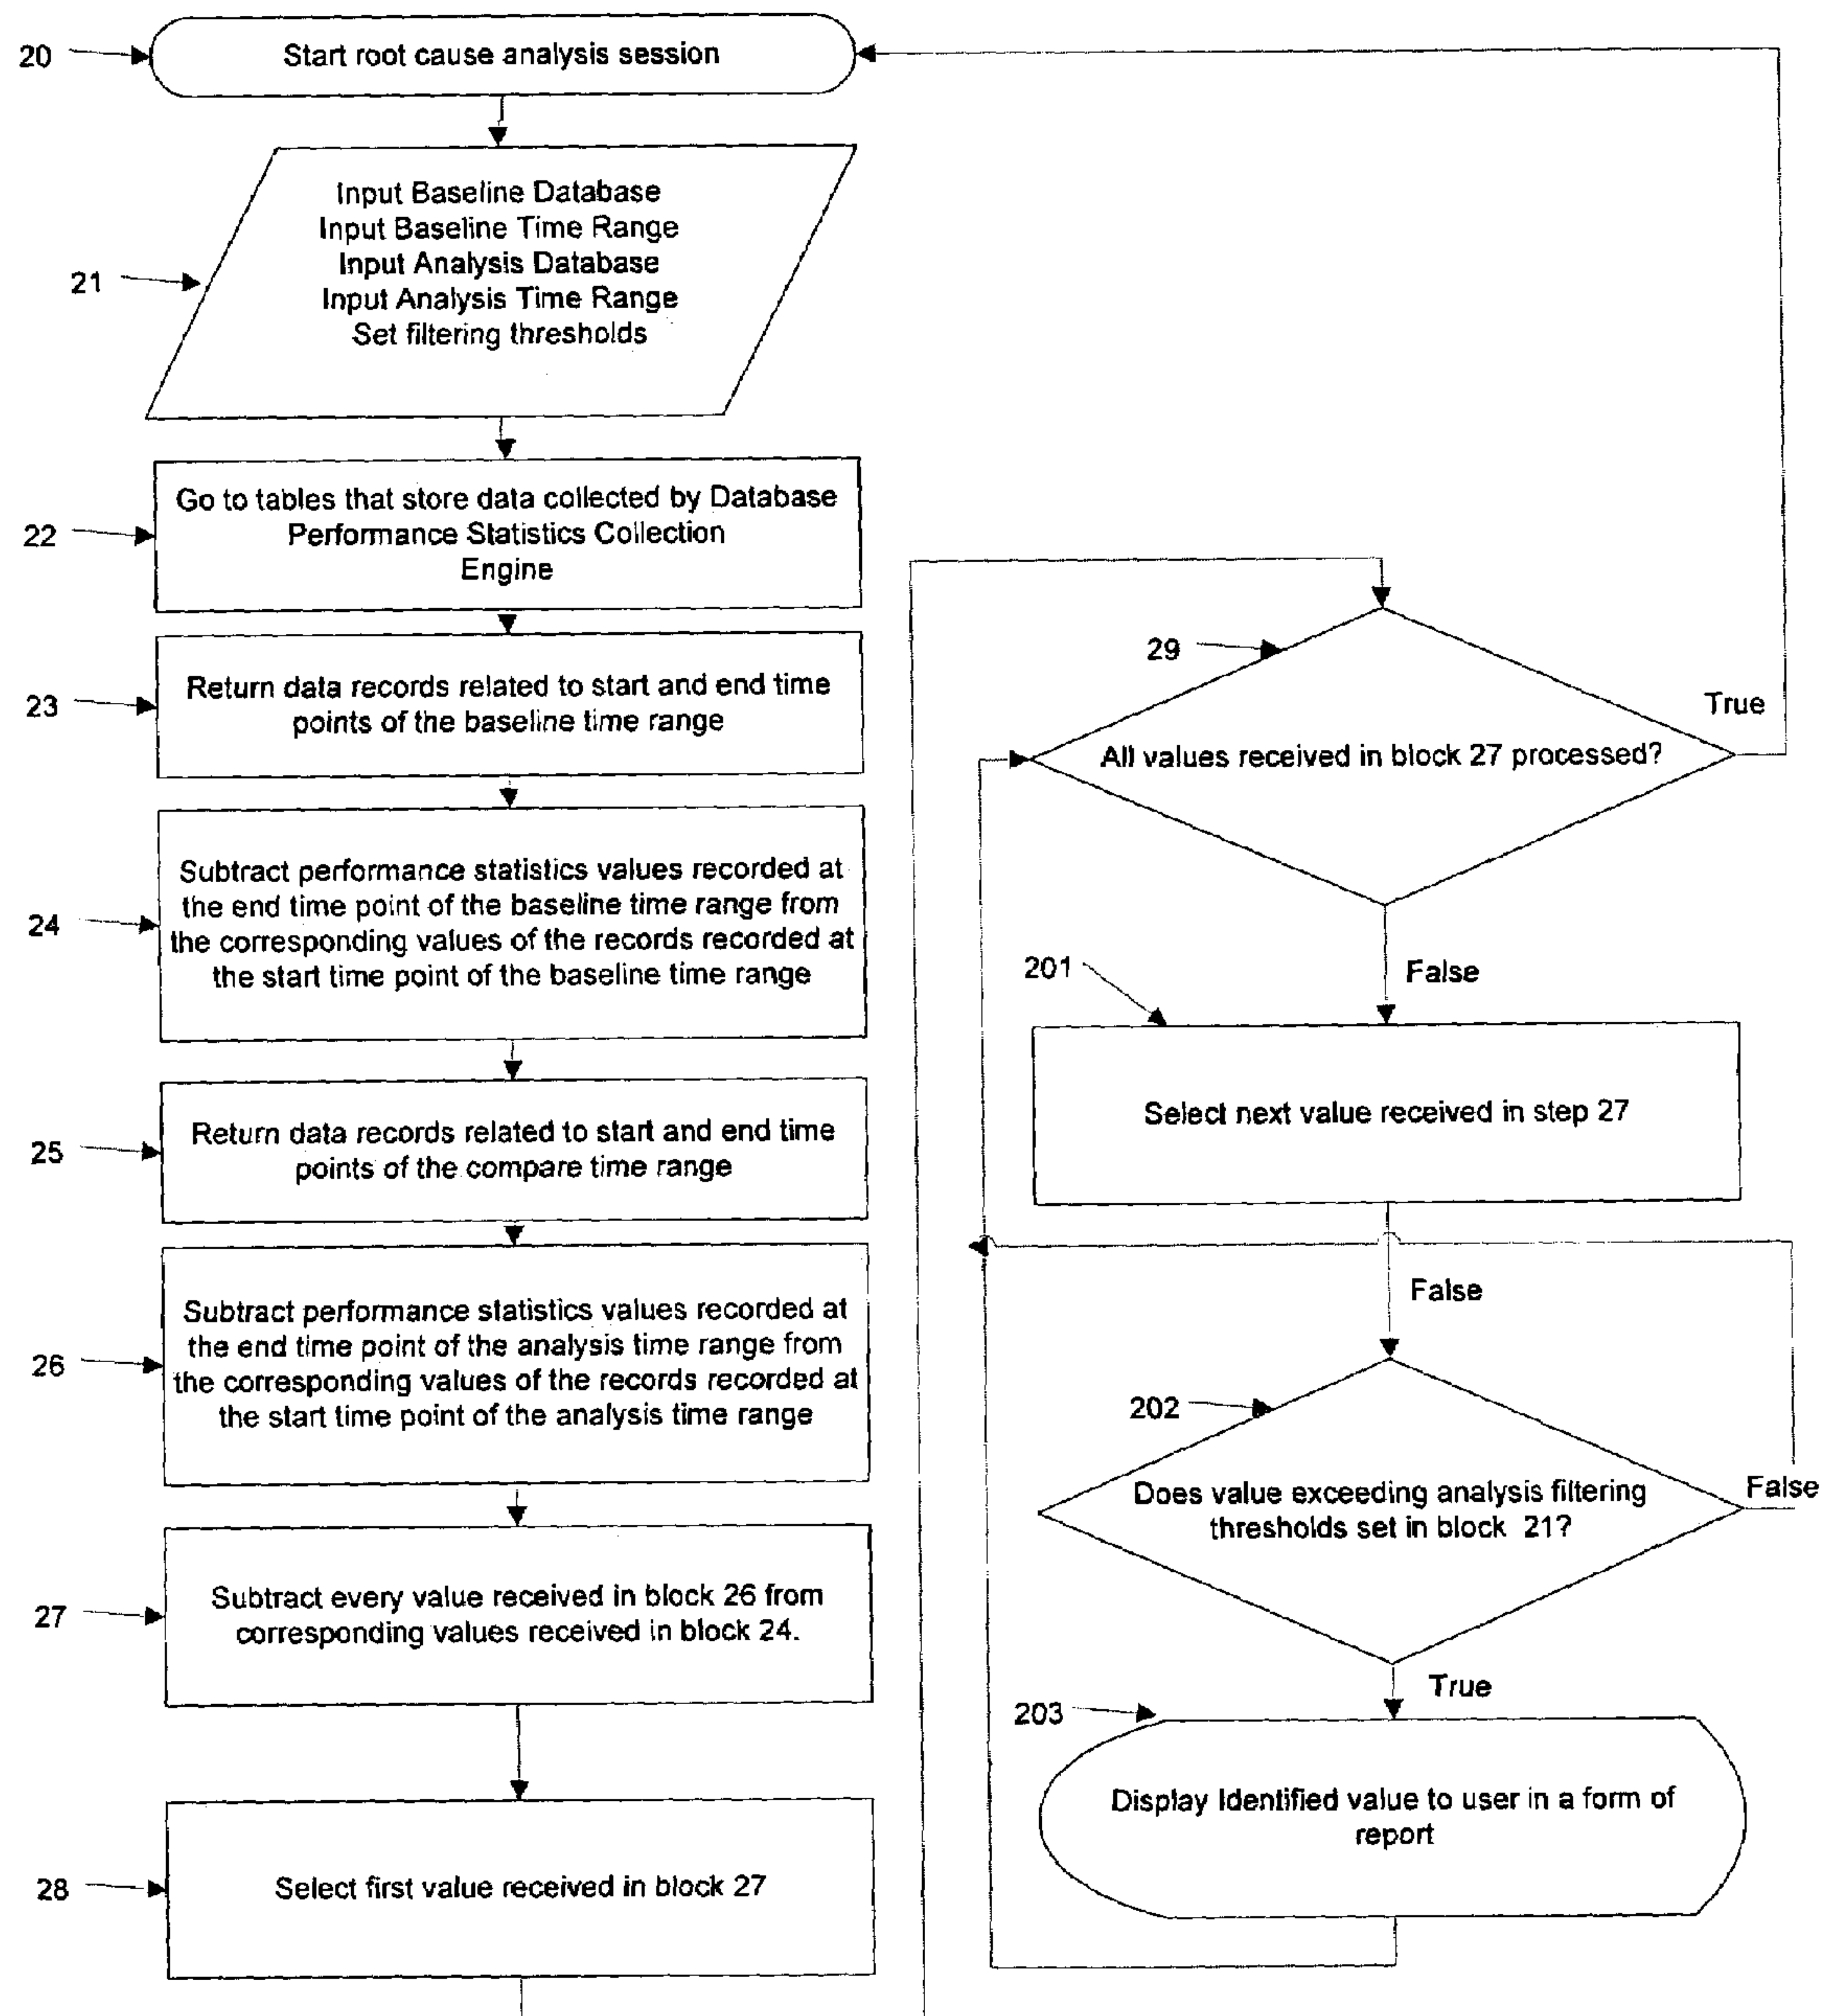 20
Start root cause analysis session
21
Input Baseline Database
Input Baseline Time Range
Input Analysis Database
Input Analysis Time Range
Set filtering thresholds
22
Go to tables that store data collected by Database
Performance Statistics Collection
Engine
23
Return data records related to start and end time
points of the baseline time range
24
Subtract performance statistics values recorded at
the end time point of the baseline time range from
the corresponding values of the records recorded at
the start time point of the baseline time range
25
Return data records related to start and end time
points of the compare time range
26
Subtract performance statistics values recorded at
the end time point of the analysis time range from
the corresponding values of the records recorded at
the start time point of the analysis time range
27
Subtract every value received in block 26 from
corresponding values received in block 24.
28
Select first value received in block 27
29
All values received in block 27 processed?
True
False
201
Select next value received in step 27
False
202
Does value exceeding analysis filtering
thresholds set in block 21?
False
True
203
Display Identified value to user in a form of
report